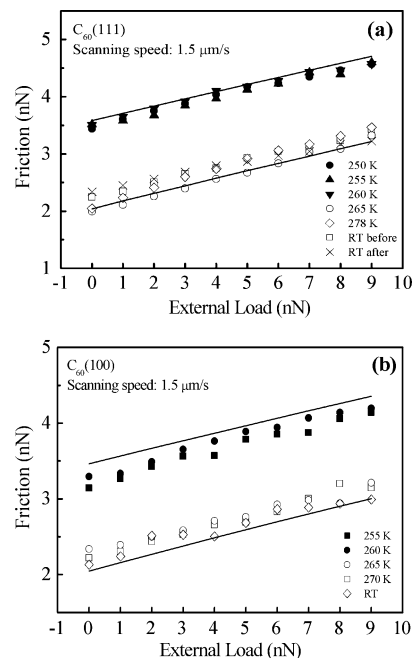 C60(111)
Scanning speed: 1.5 μm/s
(a)
5
4
3
2
1
Friction (nN)
250 K
255 K
260 K
265 K
278 K
RT before
RT after
-1 0 1 2 3 4 5 6 7 8 9 10
External Load (nN)
C60(100)
Scanning speed: 1.5 μm/s
(b)
5
4
3
2
Friction (nN)
255 K
260 K
265 K
270 K
RT
-1 0 1 2 3 4 5 6 7 8 9 10
External Load (nN)